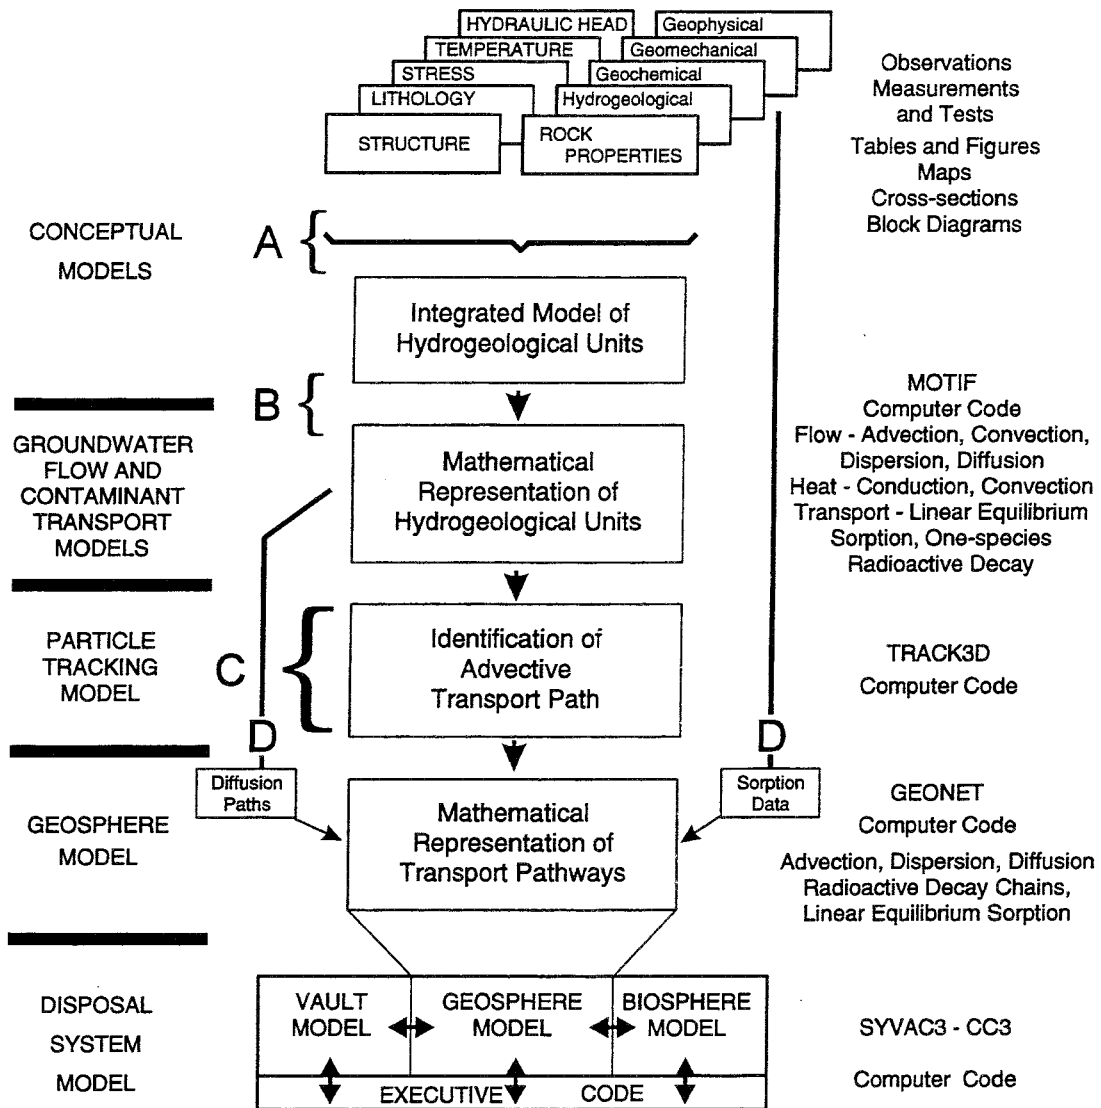 HYDRAULIC HEAD
Geophysical
TEMPERATURE
Geomechanical
STRESS
Geochemical
LITHOLOGY
Hydrogeological
STRUCTURE
ROCK
PROPERTIES
Observations
Measurements
and Tests
Tables and Figures
Maps
Cross-sections
Block Diagrams
CONCEPTUAL
MODELS
A
Integrated Model of
Hydrogeological Units
B
GROUNDWATER
FLOW AND
CONTAMINANT
TRANSPORT
MODELS
Mathematical
Representation of
Hydrogeological Units
MOTIF
Computer Code
Flow - Advection, Convection,
Dispersion, Diffusion
Heat - Conduction, Convection
Transport - Linear Equilibrium
Sorption, One-species
Radioactive Decay
PARTICLE
TRACKING
MODEL
C
Identification of
Advective
Transport Path
TRACK3D
Computer Code
D
D
Diffusion
Paths
Sorption
Data
GEOSPHERE
MODEL
Mathematical
Representation of
Transport Pathways
GEONET
Computer Code
Advection, Dispersion, Diffusion
Radioactive Decay Chains,
Linear Equilibrium Sorption
DISPOSAL
SYSTEM
MODEL
VAULT
MODEL
GEOSPHERE
MODEL
BIOSPHERE
MODEL
EXECUTIVE CODE
SYVAC3 - CC3
Computer Code